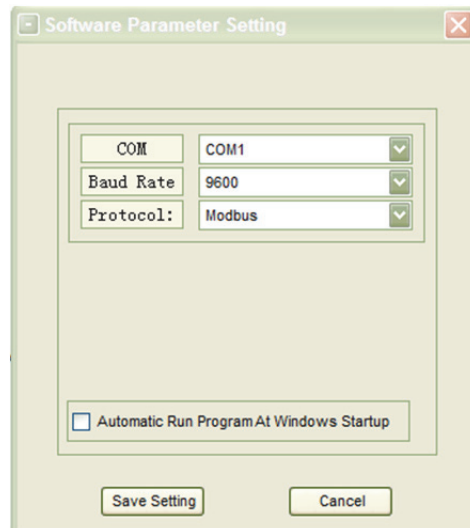 Software Parameter Setting
COM COM1
Baud Rate 9600
Protocol: Modbus
Automatic Run Program At Windows Startup
Save Setting Cancel